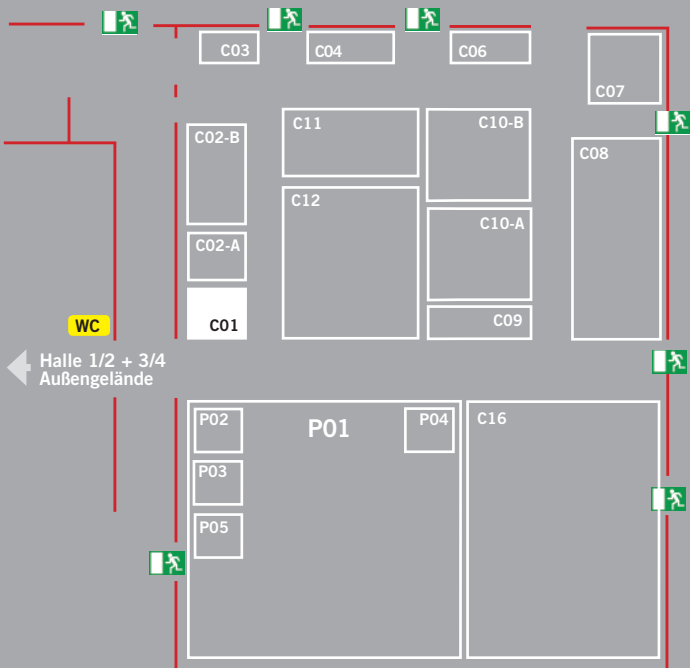 C03
C04
C06
C07
C02-B
C11
C10-B
C08
C12
C10-A
C02-A
C01
C09
WC
Halle 1/2 + 3/4
Außengelände
P02
P01
P04
C16
P03
P05